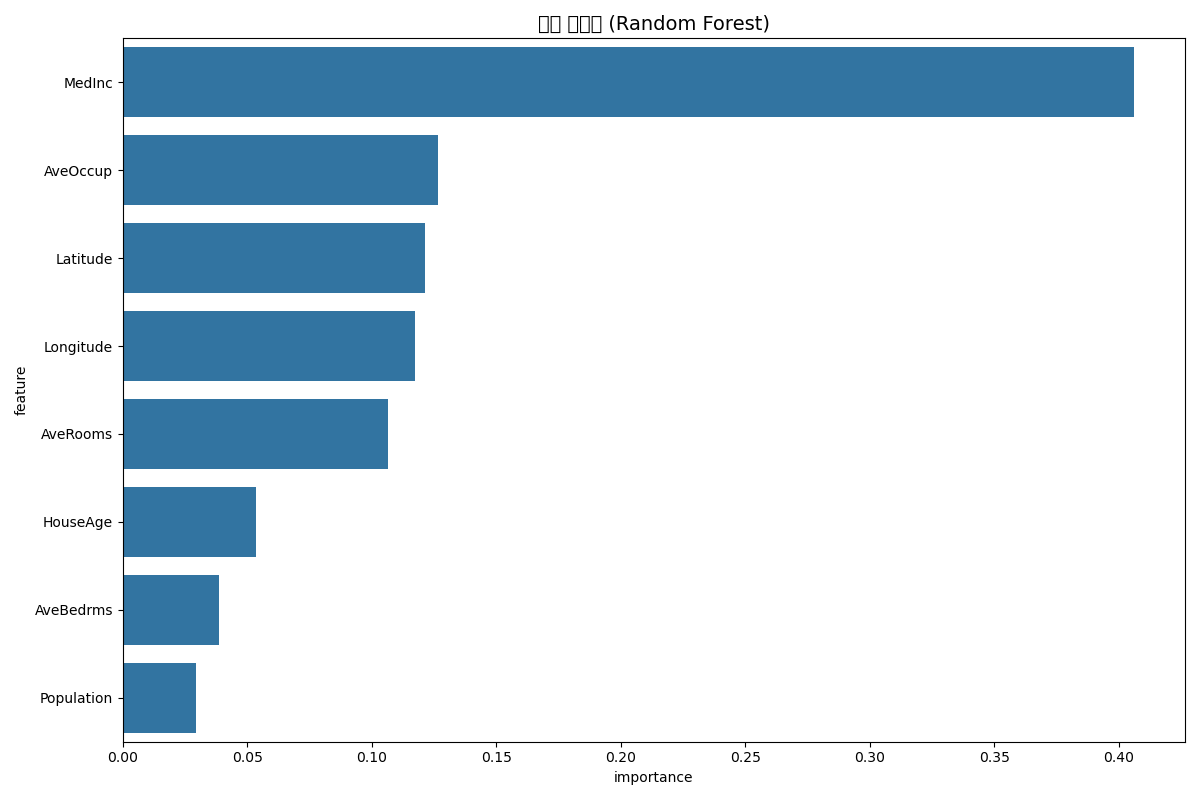 (Random Forest)
MedInc
AveOccup
Latitude
Longitude
AveRooms
HouseAge
AveBedrms
Population
feature
0.00 0.05 0.10 0.15 0.20 0.25 0.30 0.35 0.40
importance